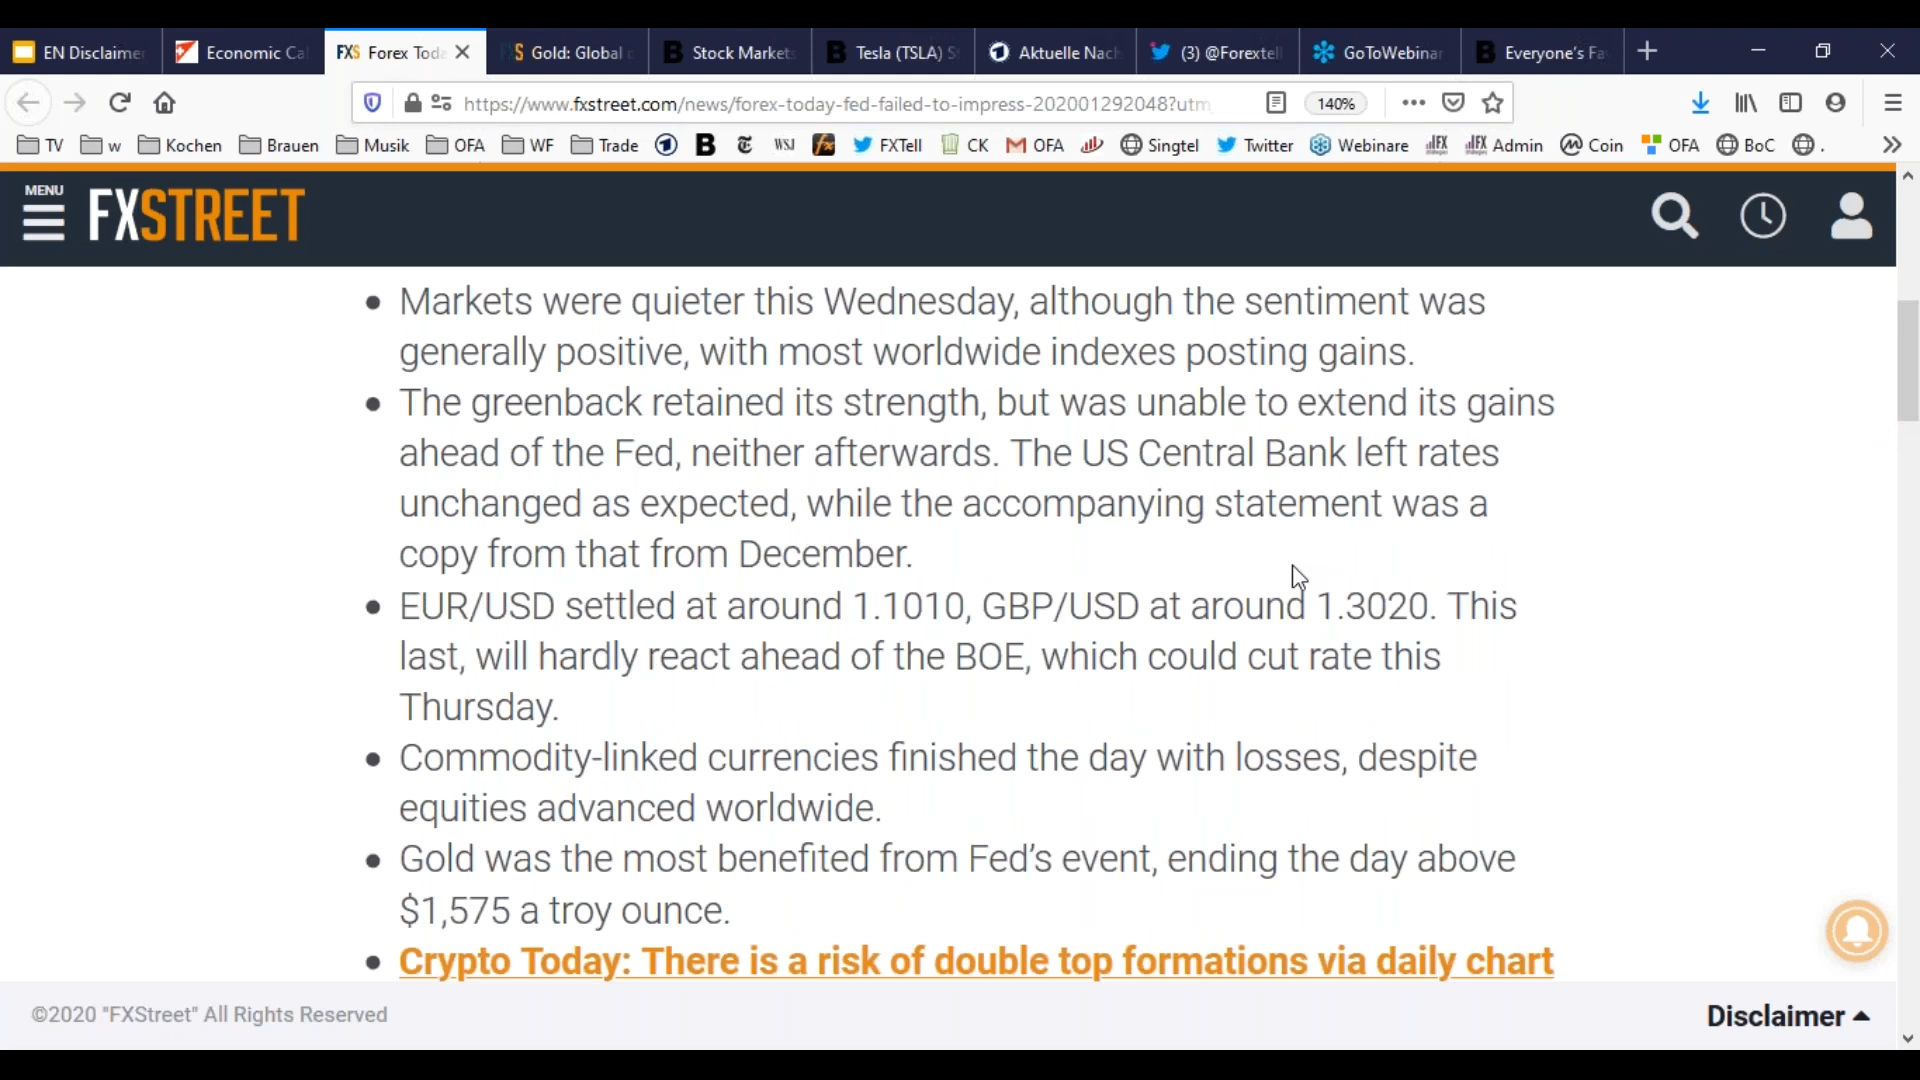 EN Disclaime
Economic Ca
FXS Forex Tod
Gold: Global
Stock Markets
Tesla (TSLA) S
Aktuelle Nach
(3) @Forextell
GoToWebinar
Everyone's Fa
https://www.fxstreet.com/news/forex-today-fed-failed-to-impress-202001292048?utm
140%
TV
w
Kochen
Brauen
Musik
OFA
WF
Trade
B
WSJ
fx
FXTell
CK
OFA
Singtel
Twitter
Webinare
Admin
Coin
OFA
BoC
.
MENU
FXSTREET
Markets were quieter this Wednesday, although the sentiment was
generally positive, with most worldwide indexes posting gains.
The greenback retained its strength, but was unable to extend its gains
ahead of the Fed, neither afterwards. The US Central Bank left rates
unchanged as expected, while the accompanying statement was a
copy from that from December.
EUR/USD settled at around 1.1010, GBP/USD at around 1.3020. This
last, will hardly react ahead of the BOE, which could cut rate this
Thursday.
Commodity-linked currencies finished the day with losses, despite
equities advanced worldwide.
Gold was the most benefited from Fed's event, ending the day above
$1,575 a troy ounce.
Crypto Today: There is a risk of double top formations via daily chart
©2020 "FXStreet" All Rights Reserved
Disclaimer